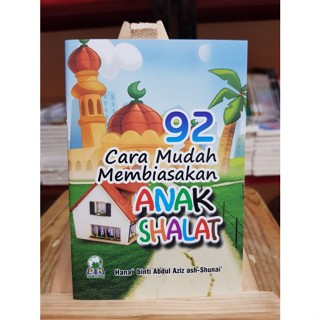 92
Cara Mudah
Membiasakan
ANAK
SHALAT
Hana' binti Abdul Aziz ash-Shunai'